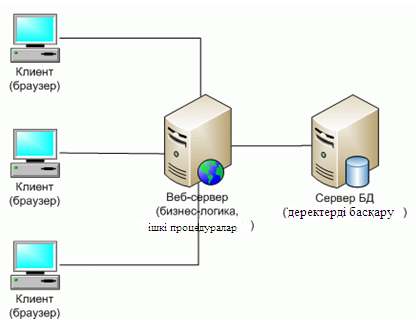 Клиент
(браузер)
Клиент
(браузер)
Клиент
(браузер)
Веб-сервер
(бизнес-логика,
ішкі процедуралар )
Сервер БД
(деректерді басқару )